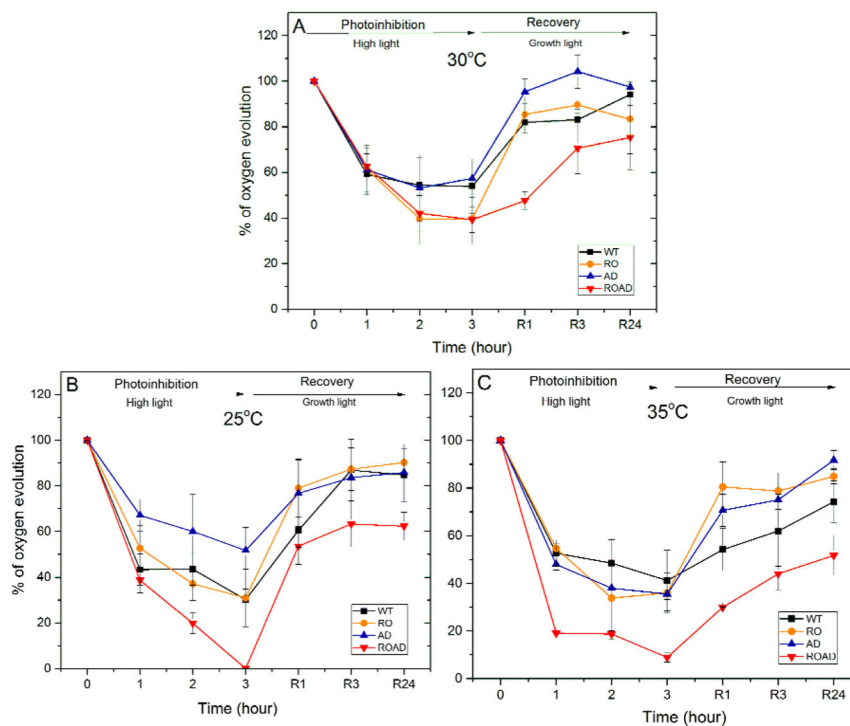 A
Photoinhibition
Recovery
High light
Growth light
30°C
% of oxygen evolution
120
100
80
60
40
20
0
WT
RO
AD
ROAD
0 1 2 3 R1 R3 R24
Time (hour)
B
Photoinhibition
Recovery
High light
Growth light
25°C
% of oxygen evolution
120
100
80
60
40
20
0
WT
RO
AD
ROAD
0 1 2 3 R1 R3 R24
Time (hour)
C
Photoinhibition
Recovery
High light
Growth light
35°C
120
100
80
60
40
20
0
WT
RO
AD
ROAD
0 1 2 3 R1 R3 R24
Time (hour)